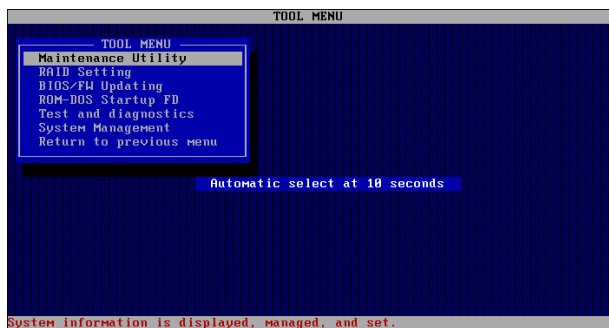 TOOL MENU
TOOL MENU
Maintenance Utility
RAID Setting
BIOS/FW Updating
ROM-DOS Startup FD
Test and diagnostics
System Management
Return to previous menu
Automatic select at 10 seconds
System information is displayed, managed, and set.